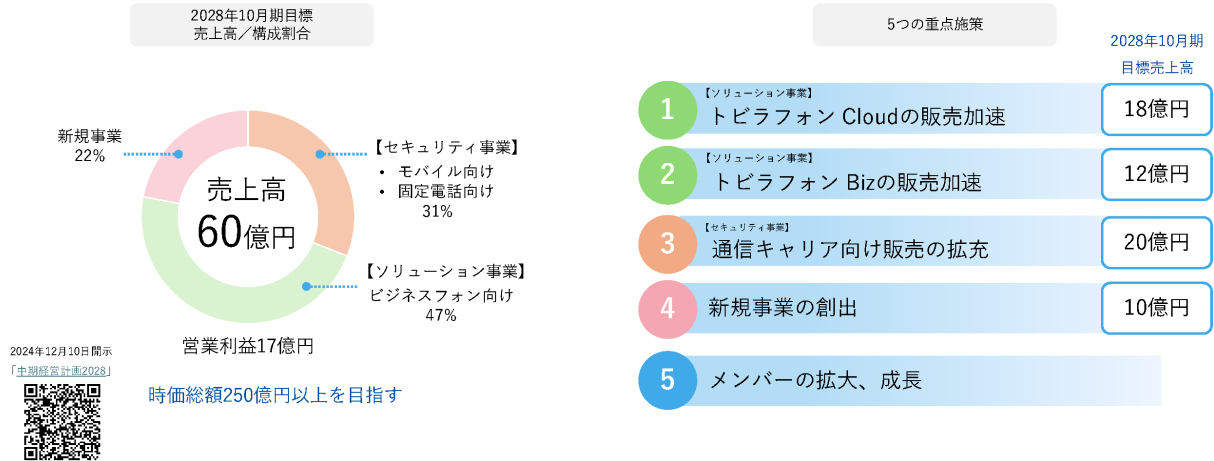 2028年10月期目標
売上高／構成割合
新規事業
22%
【セキュリティ事業】
• モバイル向け
• 固定電話向け
31%
売上高
60億円
【ソリューション事業】
ビジネスフォン向け
47%
営業利益17億円
2024年12月10日開示
「中期経営計画2028」
時価総額250億円以上を目指す
5つの重点施策
2028年10月期
目標売上高
【ソリューション事業】
1 トビラフォン Cloudの販売加速 18億円
【ソリューション事業】
2 トビラフォン Bizの販売加速 12億円
【セキュリティ事業】
3 通信キャリア向け販売の拡充 20億円
4 新規事業の創出 10億円
5 メンバーの拡大、成長